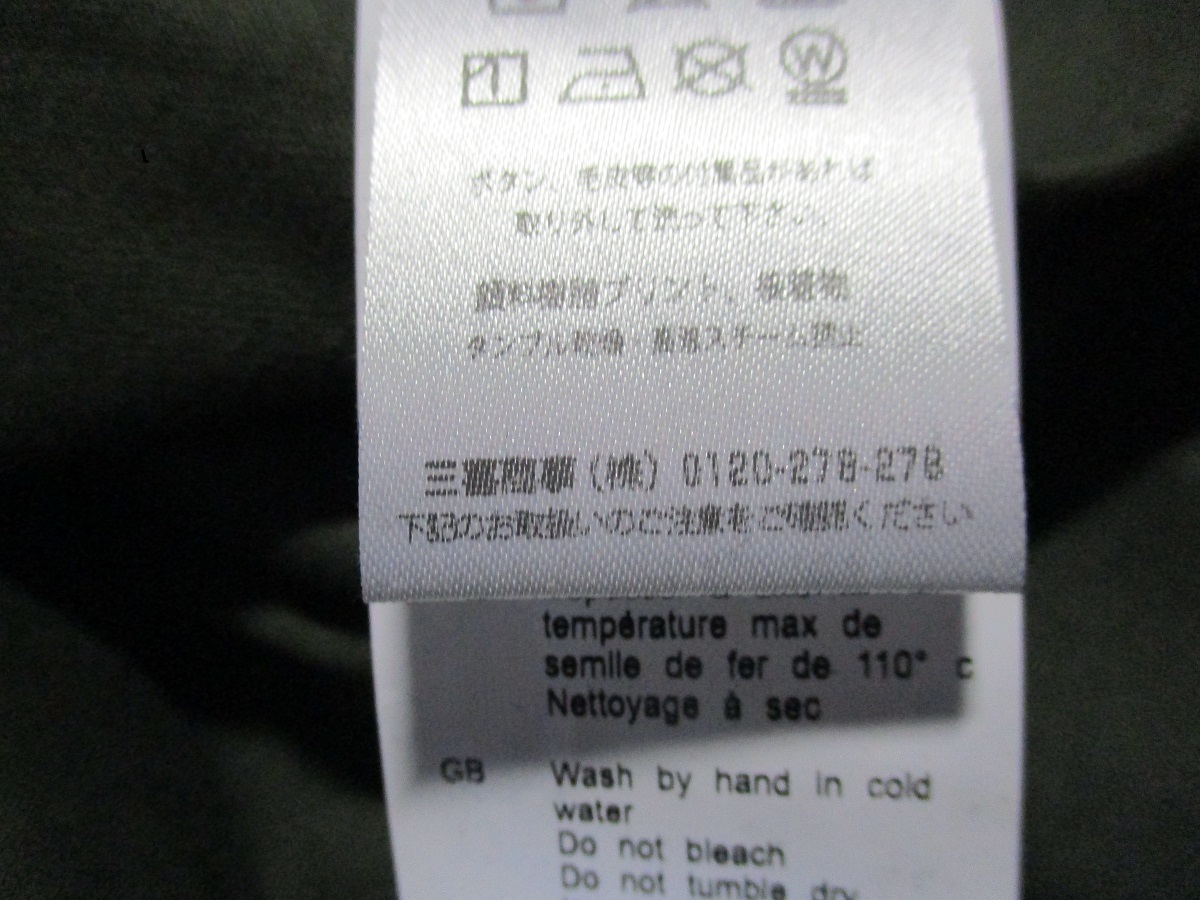 W
ボタン、毛皮等の付属品があれば
取り外して洗って下さい。
顔料樹脂プリント、接着物
タンブル乾燥 高温スチーム禁止
三喜商事(株) 0120-278-278
下記のお取扱いのご注意をご確認ください
température max de
semlle de fer de 110° c
Nettoyage à sec
GB Wash by hand in cold
water
Do not bleach
Do not tumble dry